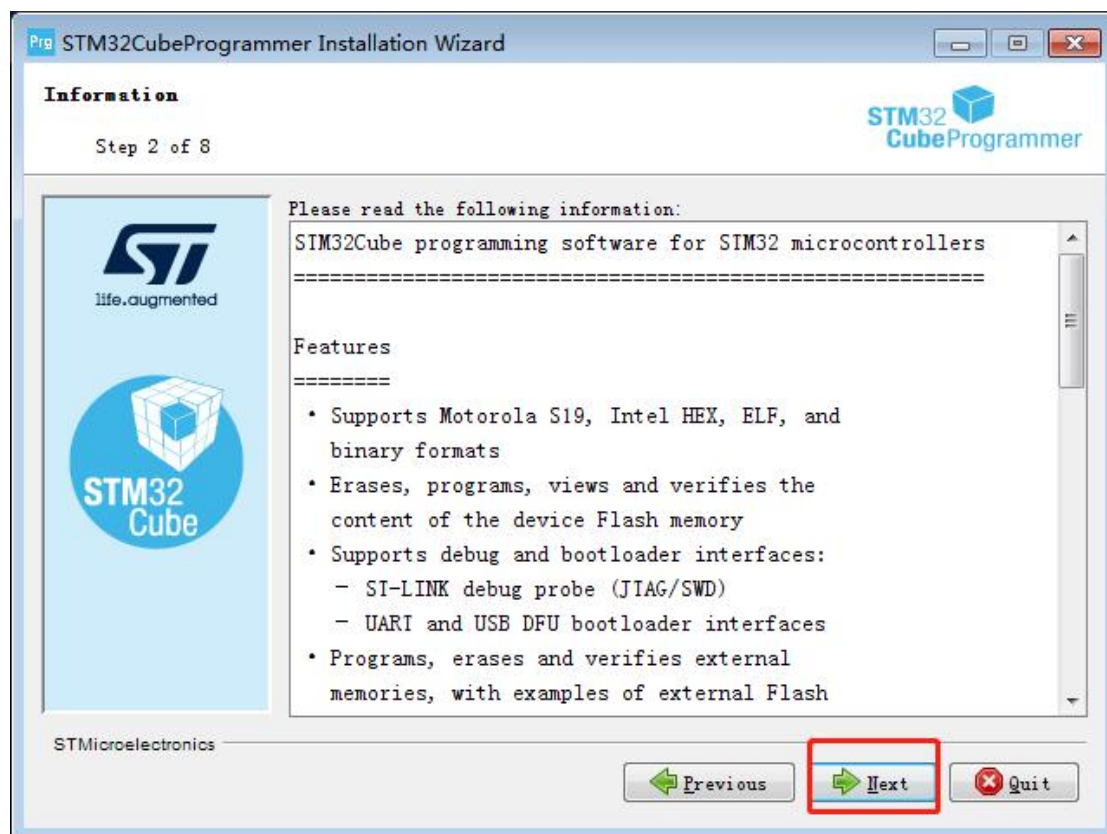 Prg STM32CubeProgrammer Installation Wizard
Information
Step 2 of 8
STM32
CubeProgrammer
ST
life.augmented
STM32
Cube
Please read the following information:
STM32Cube programming software for STM32 microcontrollers
=========================================================
Features
========
• Supports Motorola S19, Intel HEX, ELF, and
binary formats
• Erases, programs, views and verifies the
content of the device Flash memory
• Supports debug and bootloader interfaces:
– ST-LINK debug probe (JTAG/SWD)
– UART and USB DFU bootloader interfaces
• Programs, erases and verifies external
memories, with examples of external Flash
STMicroelectronics
Previous
Next
Quit